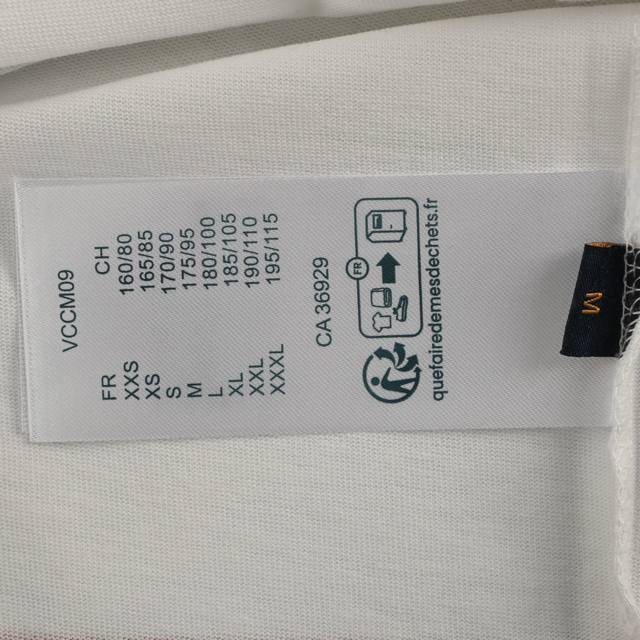 VCCM09
FR CH
XXS 160/80
XS 165/85
S 170/90
M 175/95
L 180/100
XL 185/105
XXL 190/110
XXXL 195/115
CA 36929
FR
quefairedemesdechets.fr
M